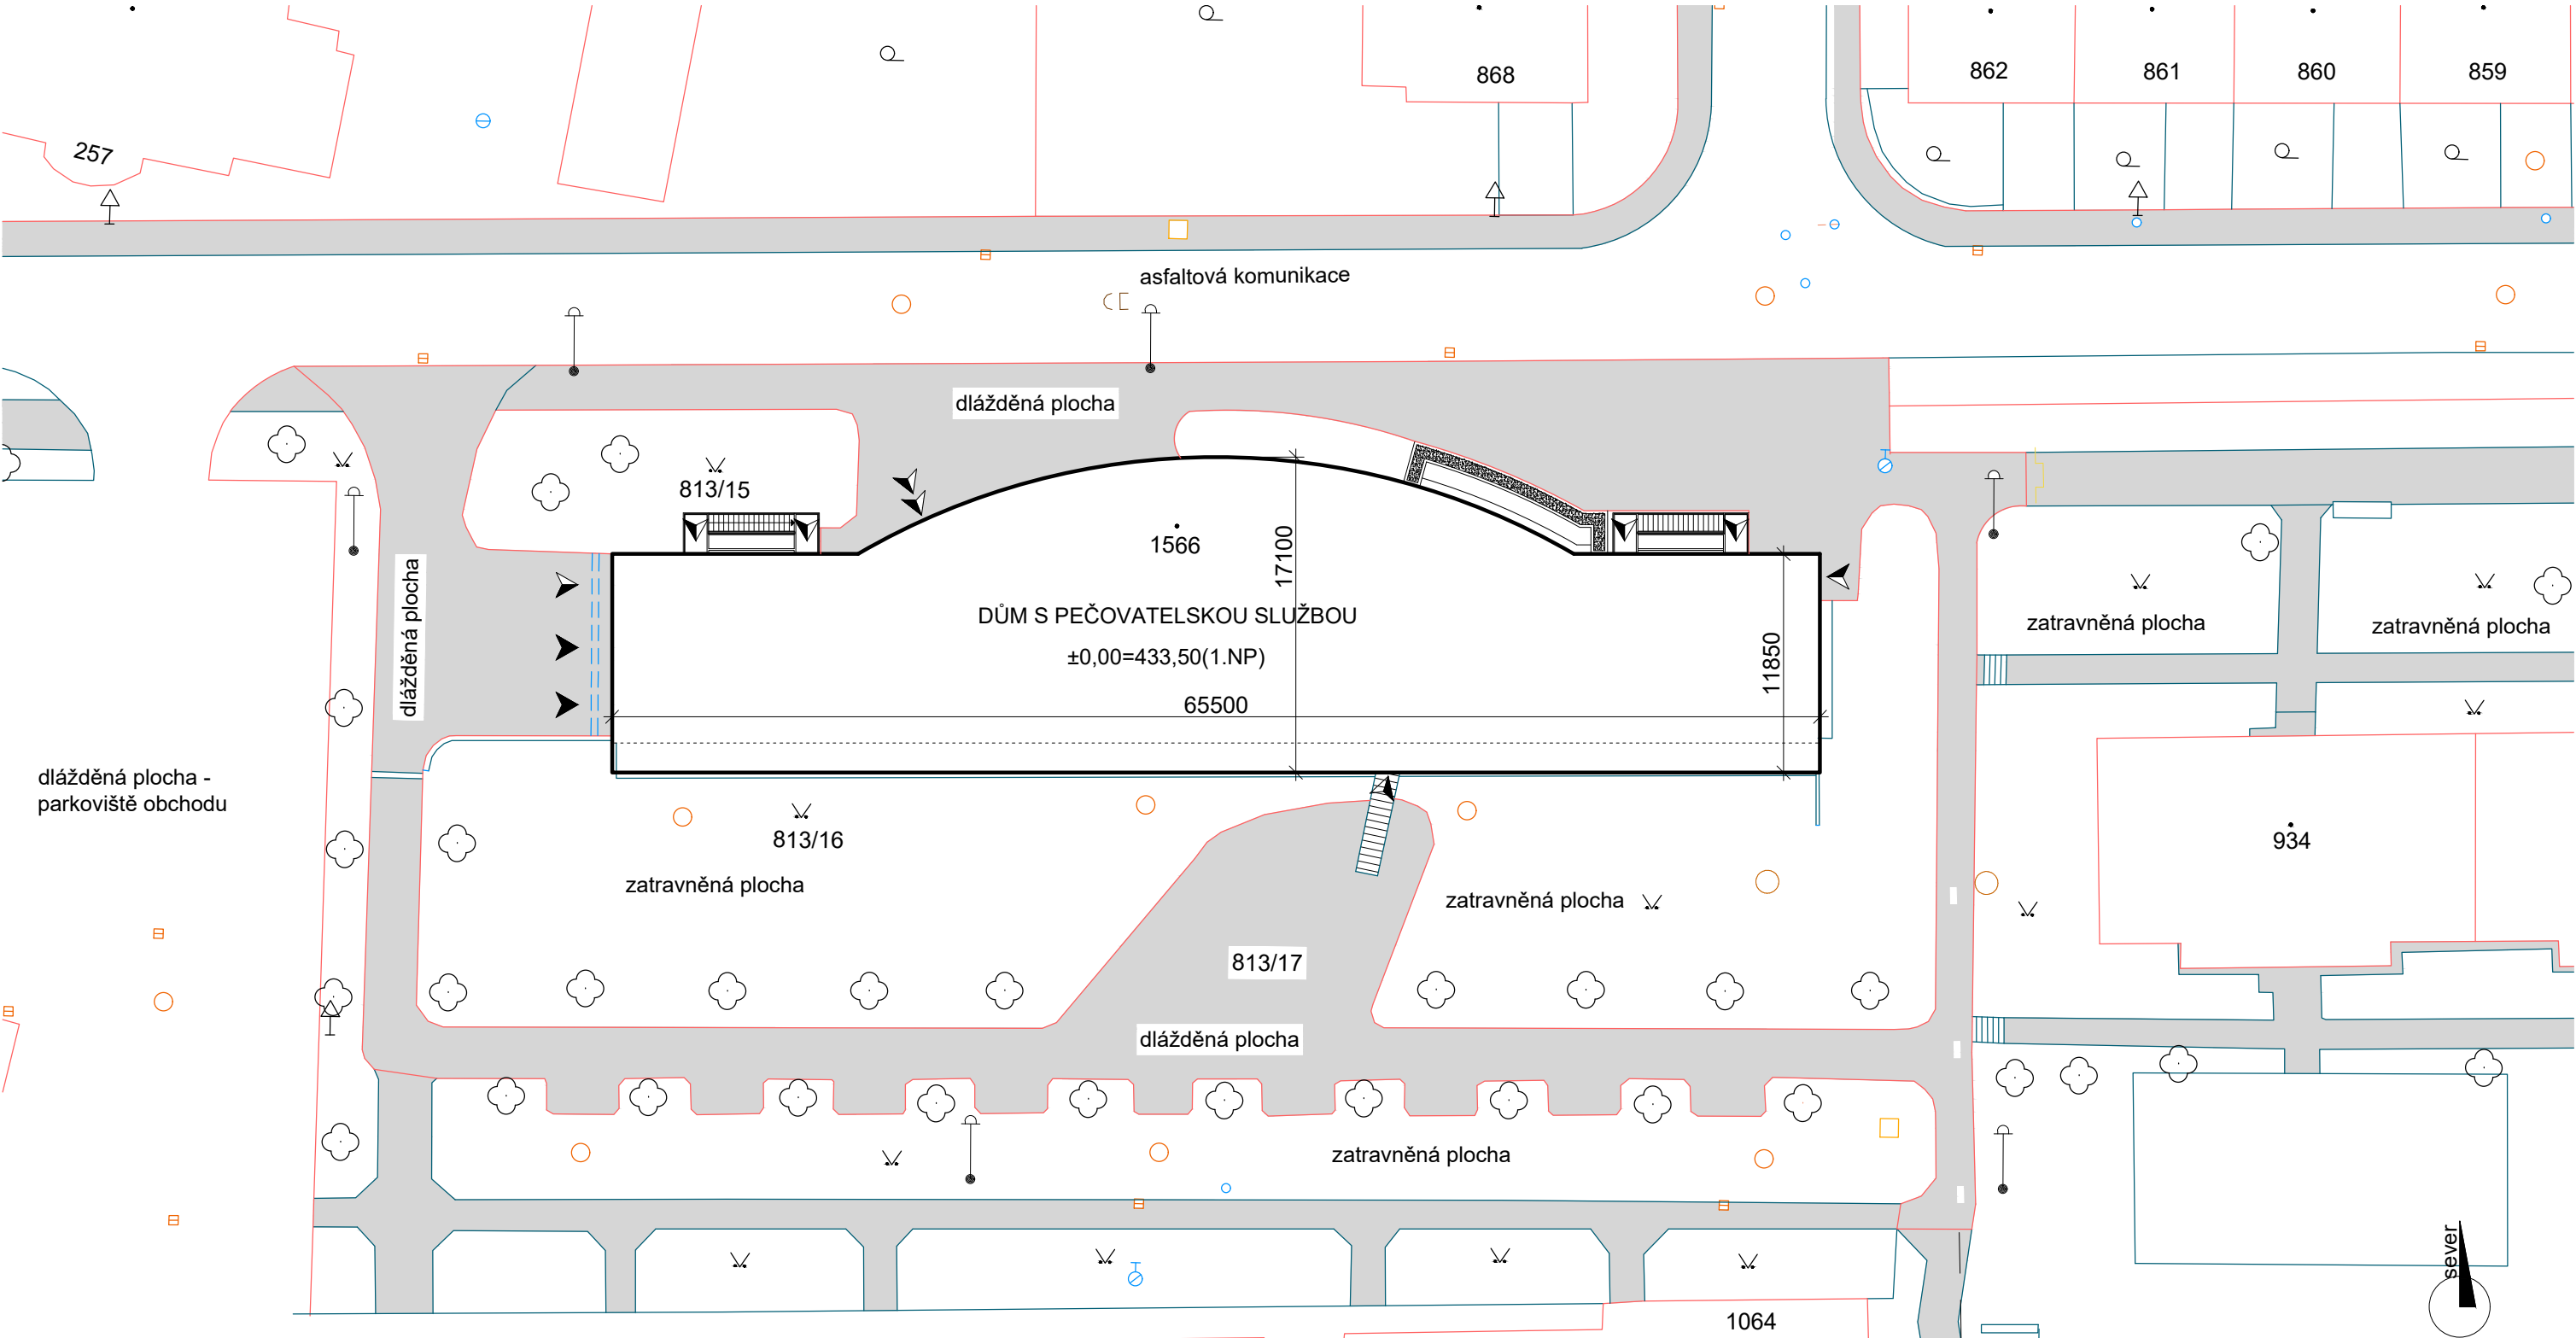 868
862
861
860
859
257
asfaltová komunikace
dlážděná plocha
813/15
1566
17100
DŮM S PEČOVATELSKOU SLUŽBOU
±0,00=433,50(1.NP)
65500
11850
dlážděná plocha
zatravněná plocha
zatravněná plocha
dlážděná plocha -
parkoviště obchodu
813/16
zatravněná plocha
934
zatravněná plocha
813/17
dlážděná plocha
zatravněná plocha
sever
1064